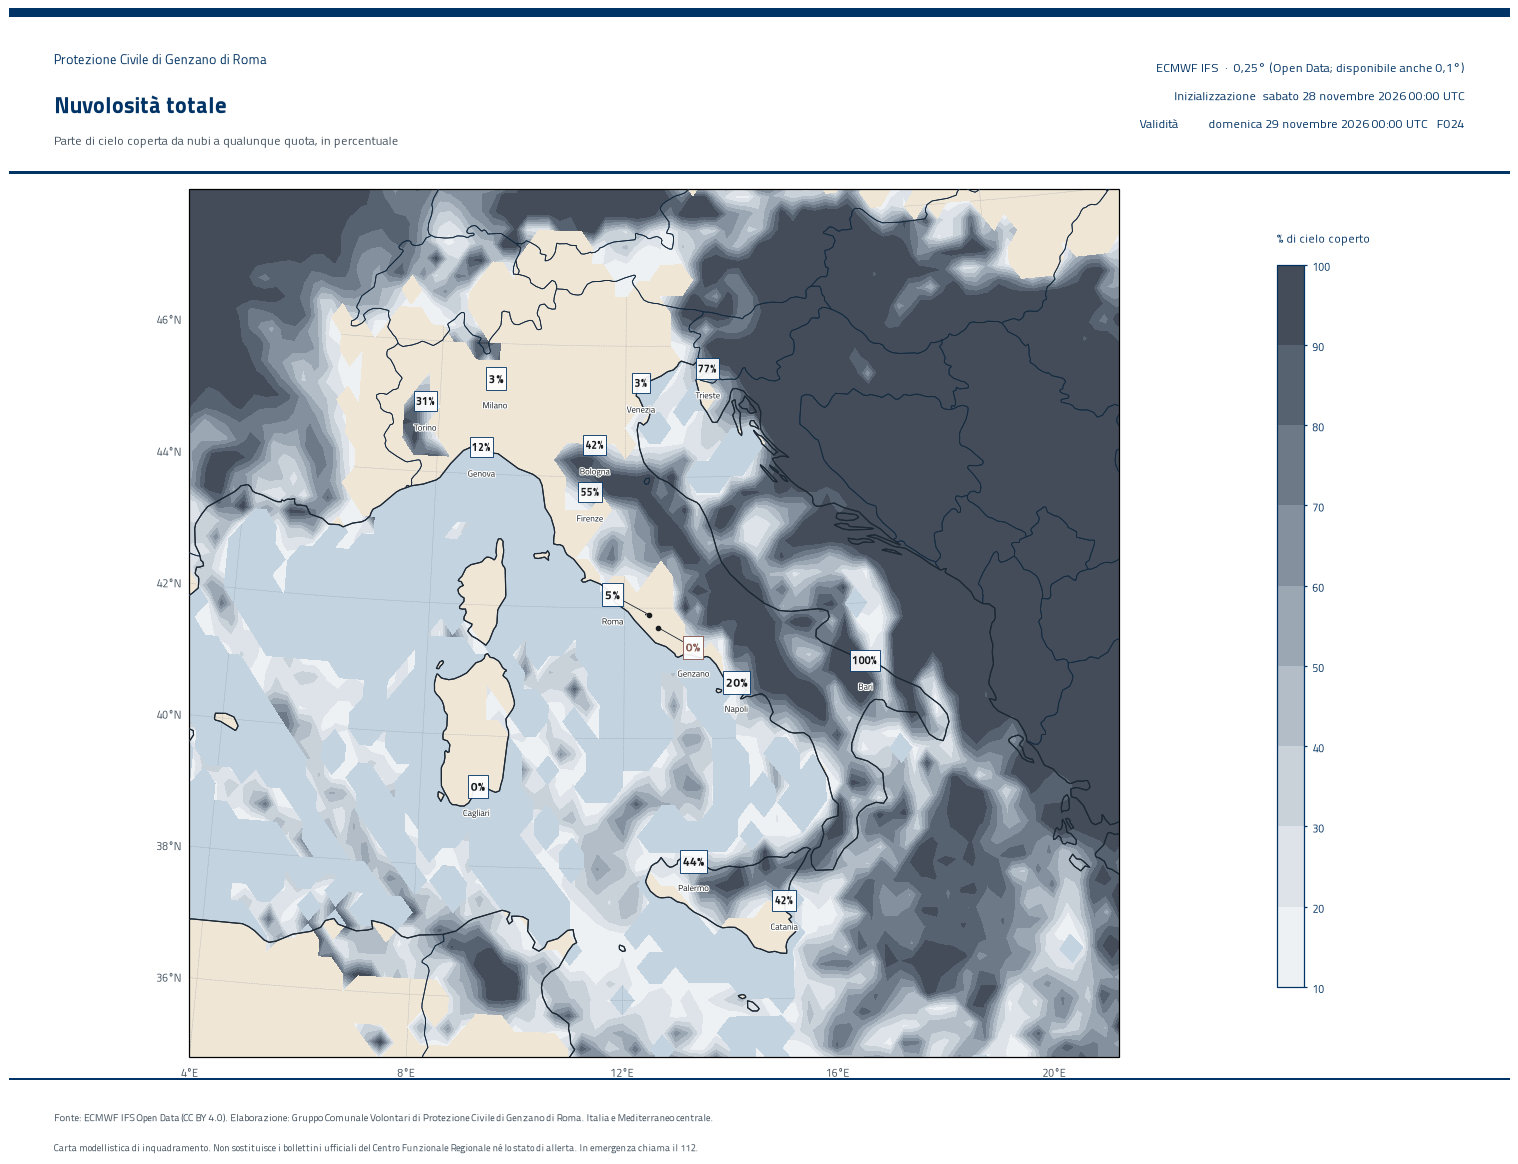 Protezione Civile di Genzano di Roma
Nuvolosità totale
Parte di cielo coperta da nubi a qualunque quota, in percentuale
ECMWF IFS · 0,25° (Open Data; disponibile anche 0,1°)
Inizializzazione sabato 28 novembre 2026 00:00 UTC
Validità domenica 29 novembre 2026 00:00 UTC F024
% di cielo coperto
100
90
80
70
60
50
40
30
20
10
46°N
44°N
42°N
40°N
38°N
36°N
4°E
8°E
12°E
16°E
20°E
3%
Milano
31%
Torino
3%
Venezia
77%
Trieste
12%
Genova
42%
Bologna
55%
Firenze
5%
Roma
0%
Genzano
20%
Napoli
100%
Bari
0%
Cagliari
44%
Palermo
42%
Catania
Fonte: ECMWF IFS Open Data (CC BY 4.0). Elaborazione: Gruppo Comunale Volontari di Protezione Civile di Genzano di Roma. Italia e Mediterraneo centrale.
Carta modellistica di inquadramento. Non sostituisce i bollettini ufficiali del Centro Funzionale Regionale né lo stato di allerta. In emergenza chiama il 112.